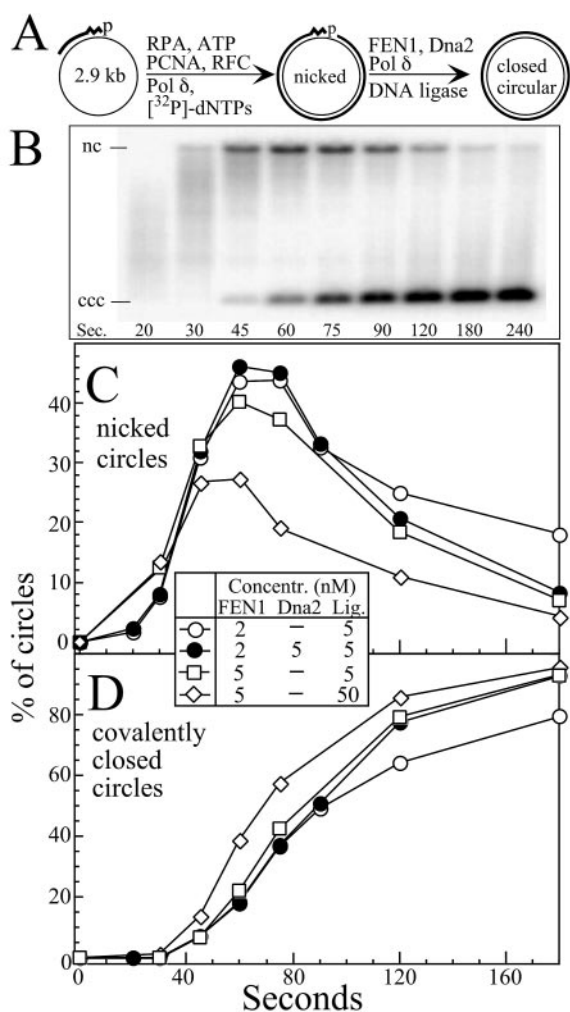 A
p
2.9 kb
RPA, ATP
PCNA, RFC
Pol δ,
[³²P]-dNTPs
p
nicked
FEN1, Dna2
Pol δ
DNA ligase
closed
circular
B
nc
ccc
Sec. 20 30 45 60 75 90 120 180 240
C
nicked
circles
40
30
20
10
0
Concentr. (nM)
FEN1 Dna2 Lig.
2 – 5
2 5 5
5 – 5
5 – 50
% of circles
D
covalently
closed
circles
80
60
40
20
0
0 40 80 120 160
Seconds